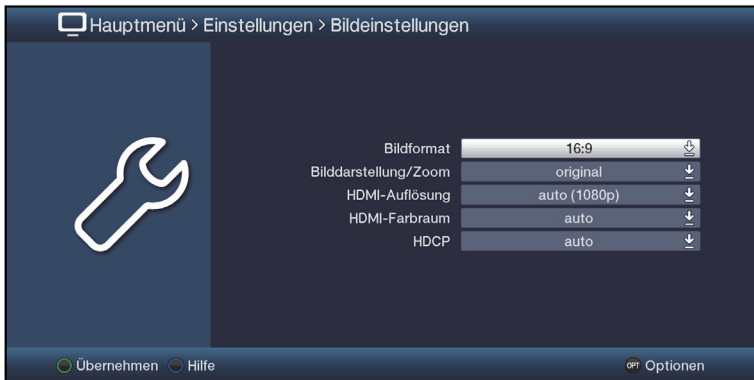 Hauptmenü > Einstellungen > Bildeinstellungen
Bildformat 16:9
Bilddarstellung/Zoom original
HDMI-Auflösung auto (1080p)
HDMI-Farbraum auto
HDCP auto
Übernehmen Hilfe OPT Optionen